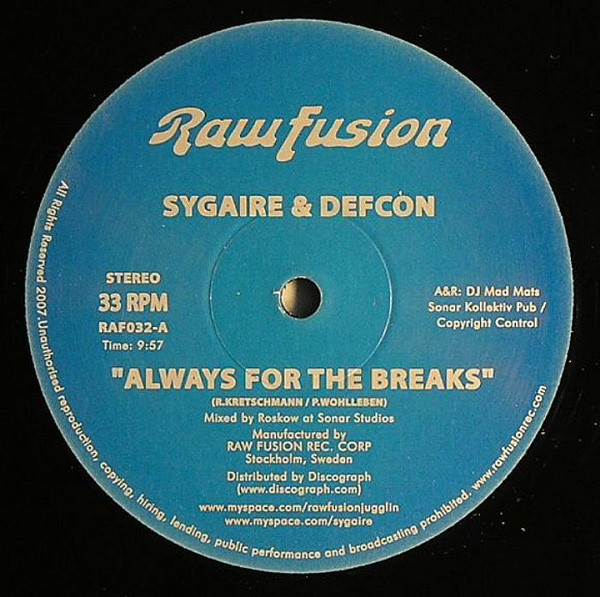 Raw Fusion
SYGAIRE & DEFCON
STEREO
33 RPM
RAF032-A
Time: 9:57
A&R: DJ Mad Mats
Sonar Kollektiv Pub /
Copyright Control
"ALWAYS FOR THE BREAKS"
(R.KRETSCHMANN / P.WOHLLEBEN)
Mixed by Roskow at Sonar Studios
Manufactured by
RAW FUSION REC. CORP
Stockholm, Sweden
Distributed by Discograph
(www.discograph.com)
www.myspace.com/rawfusionjugglin
www.myspace.com/sygaire
All Rights Reserved 2007. Unauthorised reproduction, copying, hiring, lending, public performance and broadcasting prohibited. www.rawfusionrec.com